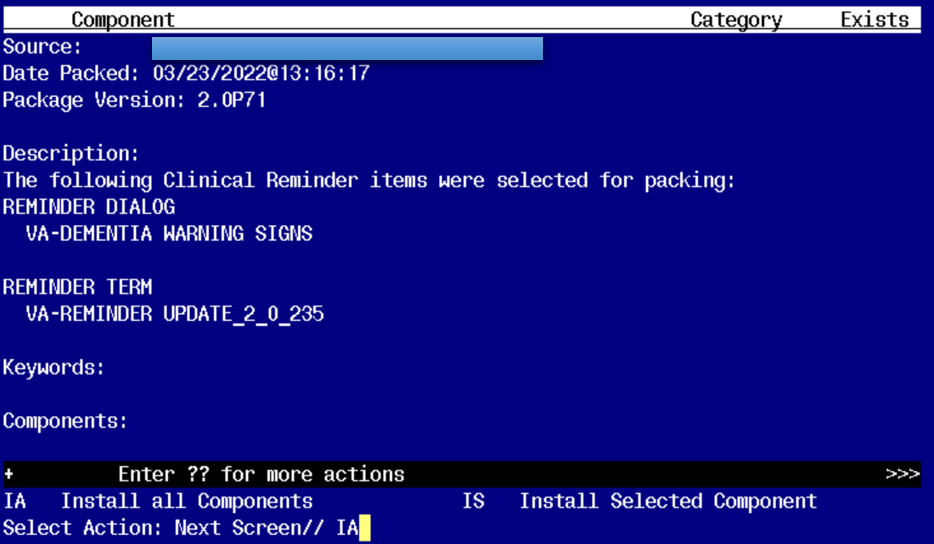 Component Category Exists
Source:
Date Packed: 03/23/2022@13:16:17
Package Version: 2.0P71
Description:
The following Clinical Reminder items were selected for packing:
REMINDER DIALOG
VA-DEMENTIA WARNING SIGNS
REMINDER TERM
VA-REMINDER UPDATE_2_0_235
Keywords:
Components:
+ Enter ?? for more actions >>>
IA Install all Components IS Install Selected Component
Select Action: Next Screen// IA